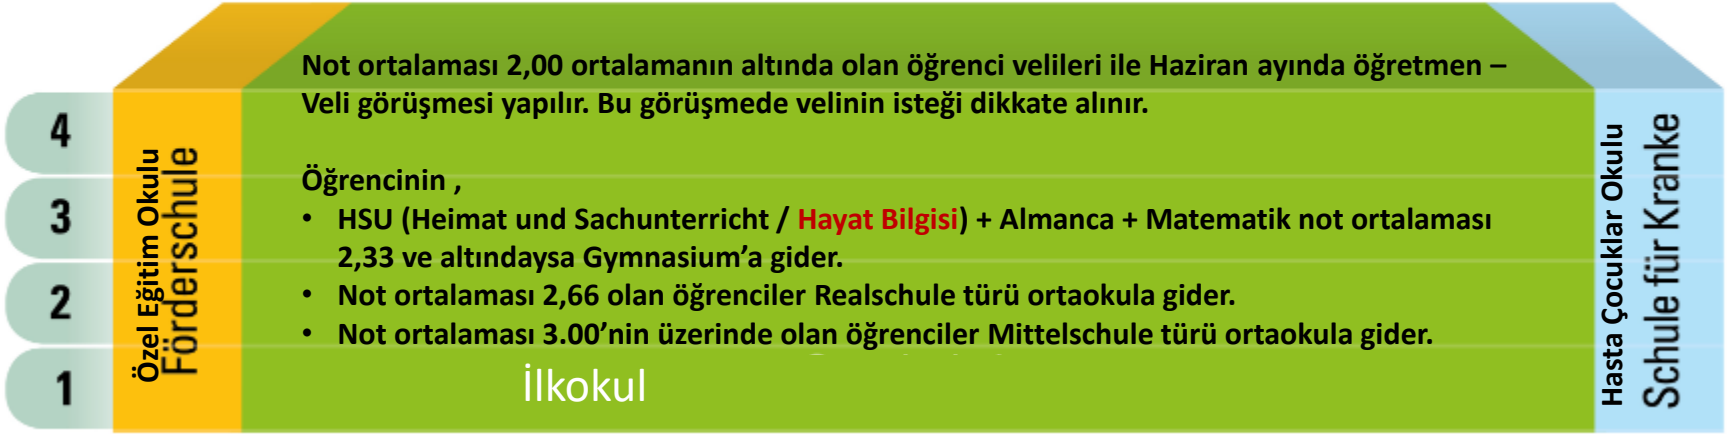 Not ortalaması 2,00 ortalamanın altında olan öğrenci velileri ile Haziran ayında öğretmen –
Veli görüşmesi yapılır. Bu görüşmede velinin isteği dikkate alınır.
Öğrencinin ,
• HSU (Heimat und Sachunterricht / Hayat Bilgisi) + Almanca + Matematik not ortalaması
2,33 ve altındaysa Gymnasium’a gider.
• Not ortalaması 2,66 olan öğrenciler Realschule türü ortaokula gider.
• Not ortalaması 3.00’nin üzerinde olan öğrenciler Mittelschule türü ortaokula gider.
İlkokul
4
3
2
1
Özel Eğitim Okulu
Förderschule
Hasta Çocuklar Okulu
Schule für Kranke